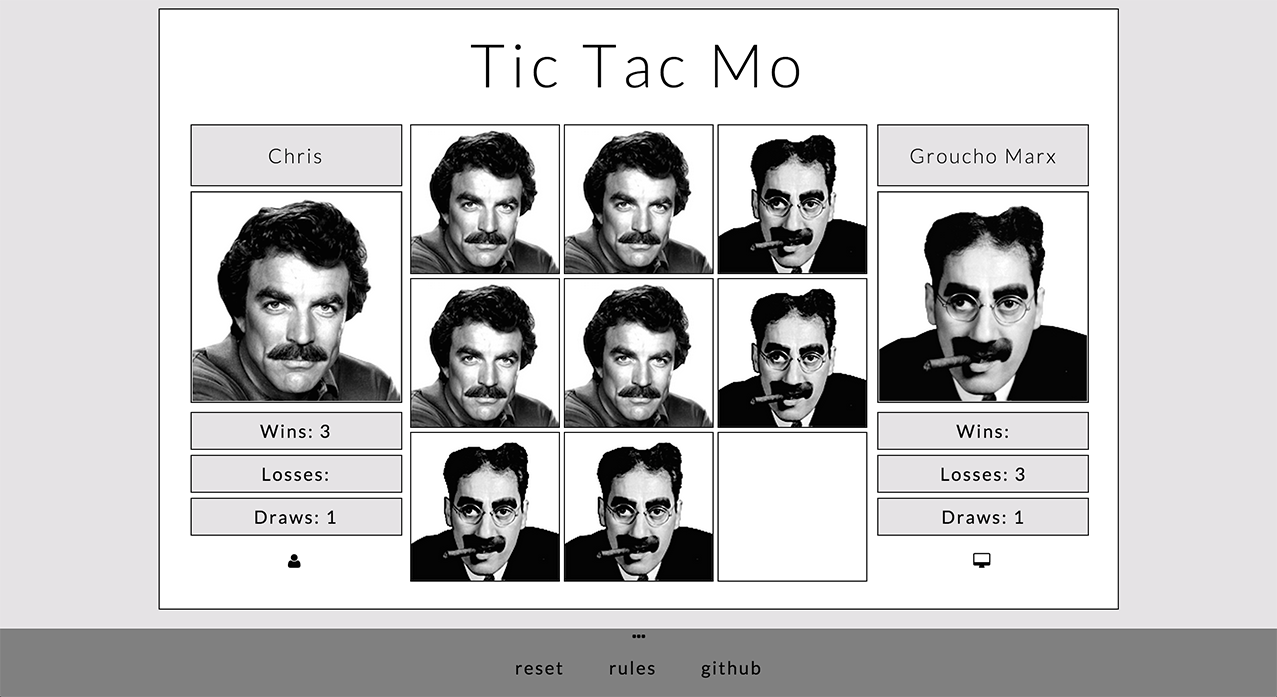 Tic Tac Mo
Chris
Groucho Marx
Wins: 3
Losses:
Draws: 1
Wins:
Losses: 3
Draws: 1
reset
rules
github